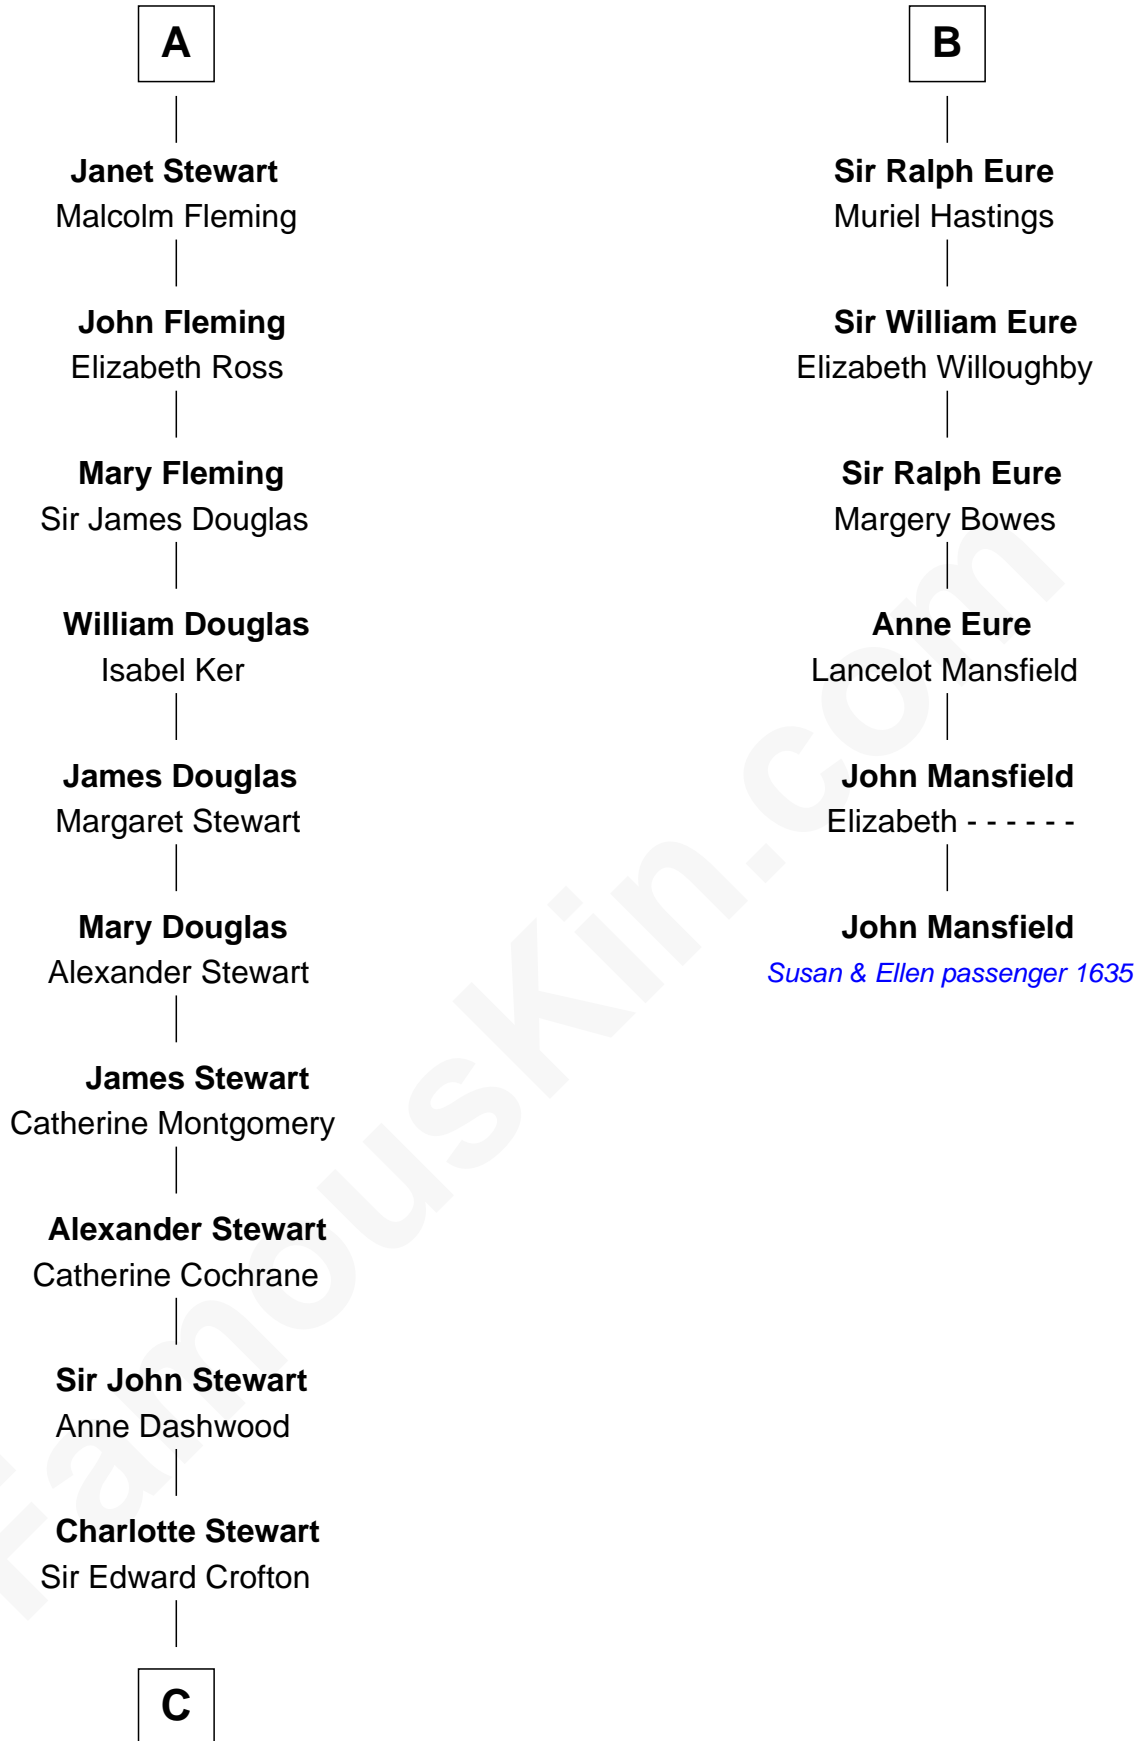 A
Janet Stewart
Malcolm Fleming
John Fleming
Elizabeth Ross
Mary Fleming
Sir James Douglas
William Douglas
Isabel Ker
James Douglas
Margaret Stewart
Mary Douglas
Alexander Stewart
James Stewart
Catherine Montgomery
Alexander Stewart
Catherine Cochrane
Sir John Stewart
Anne Dashwood
Charlotte Stewart
Sir Edward Crofton
C
B
Sir Ralph Eure
Muriel Hastings
Sir William Eure
Elizabeth Willoughby
Sir Ralph Eure
Margery Bowes
Anne Eure
Lancelot Mansfield
John Mansfield
Elizabeth - - - - - -
John Mansfield
Susan & Ellen passenger 1635
FamousKin.com